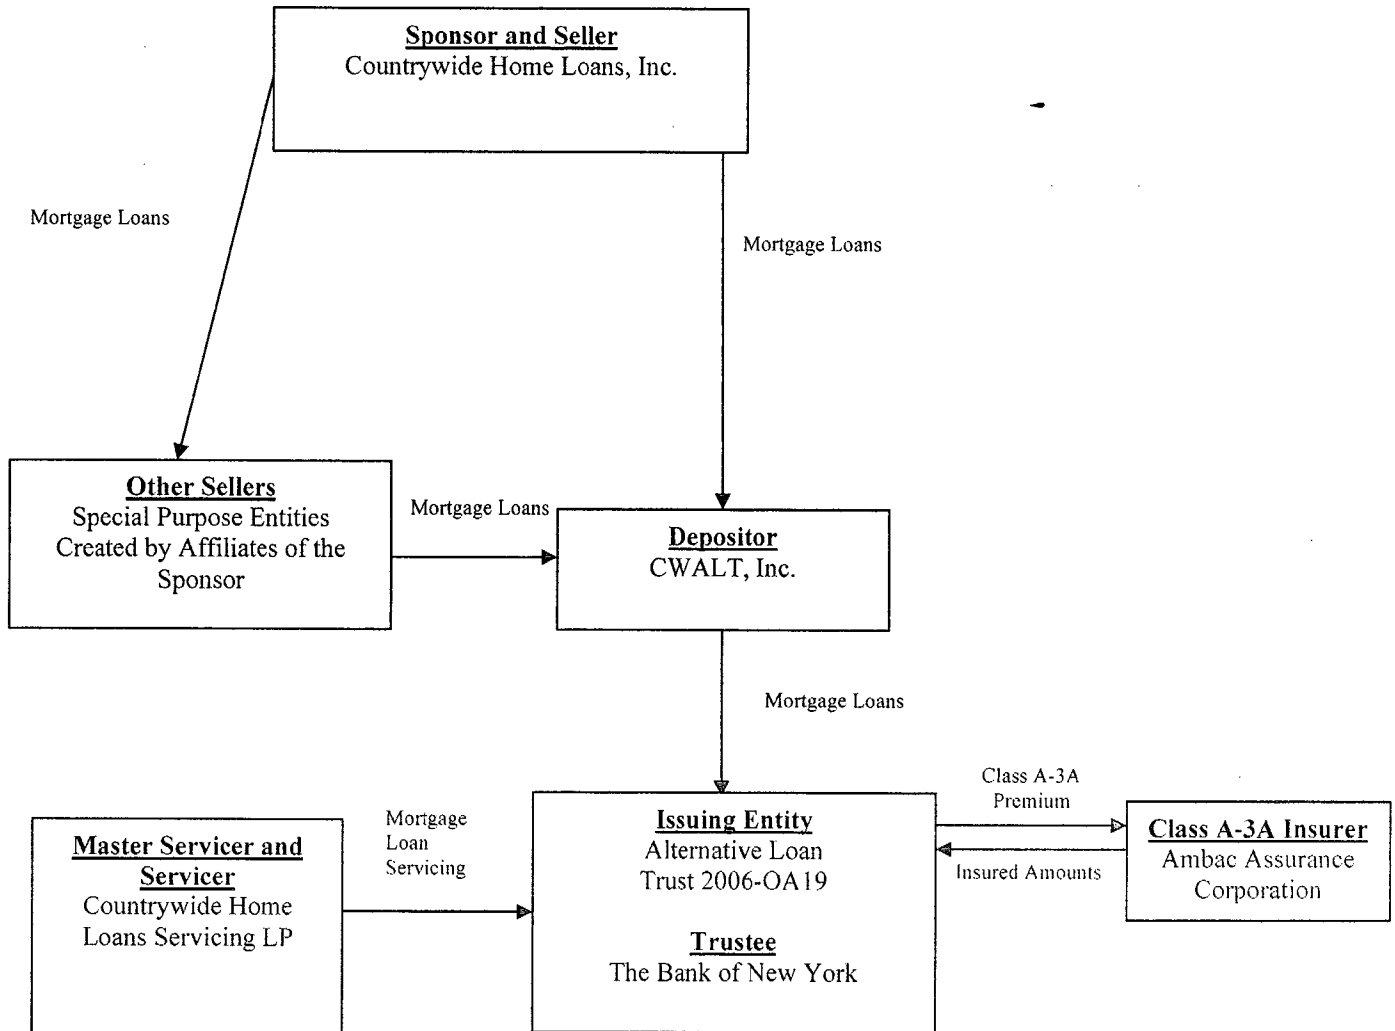 Sponsor and Seller
Countrywide Home Loans, Inc.
Mortgage Loans
Mortgage Loans
Other Sellers
Special Purpose Entities
Created by Affiliates of the
Sponsor
Mortgage Loans
Depositor
CWALT, Inc.
Mortgage Loans
Master Servicer and
Servicer
Countrywide Home
Loans Servicing LP
Mortgage
Loan
Servicing
Issuing Entity
Alternative Loan
Trust 2006-OA19
Trustee
The Bank of New York
Class A-3A
Premium
Insured Amounts
Class A-3A Insurer
Ambac Assurance
Corporation